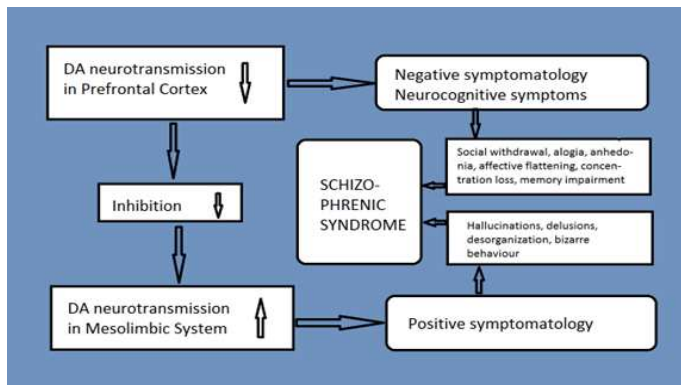 DA neurotransmission
in Prefrontal Cortex
Negative symptomatology
Neurocognitive symptoms
Social withdrawal, alogia, anhedo-
nia, affective flattening, concen-
tration loss, memory impairment
SCHIZO-
PHRENIC
SYNDROME
Inhibition
Hallucinations, delusions,
desorganization, bizarre
behaviour
DA neurotransmission
in Mesolimbic System
Positive symptomatology